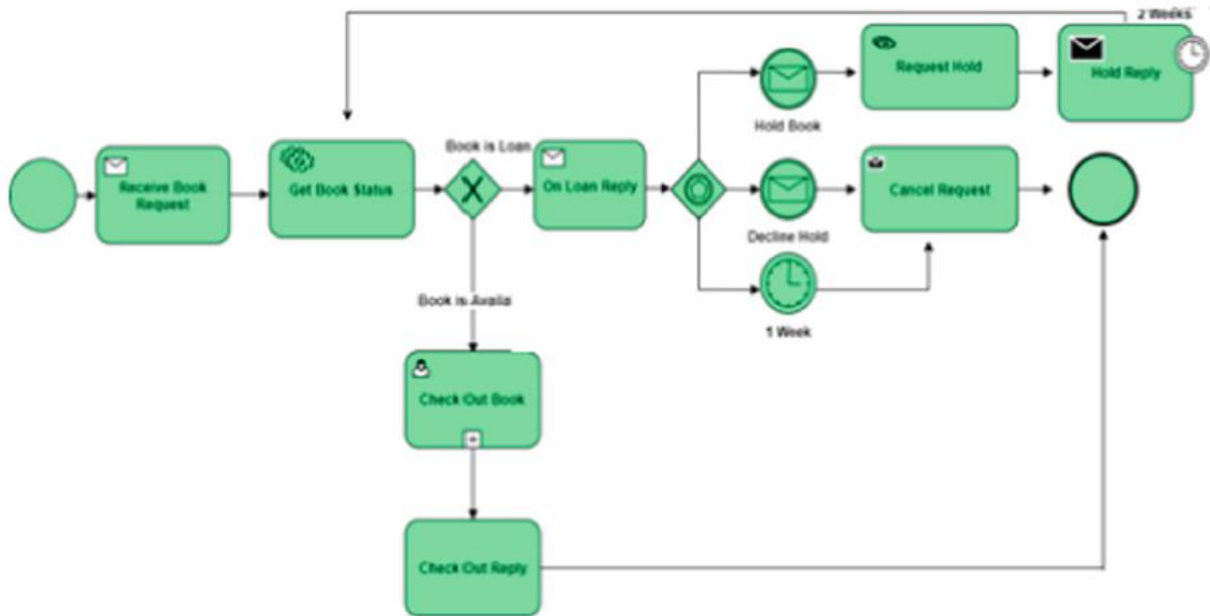 2 Weeks
Request Hold
Hold Reply
Hold Book
Book is Loan
Receive Book
Request
Get Book Status
On Loan Reply
Cancel Request
Decline Hold
Book is Availal
1 Week
Check Out Book
Check Out Reply